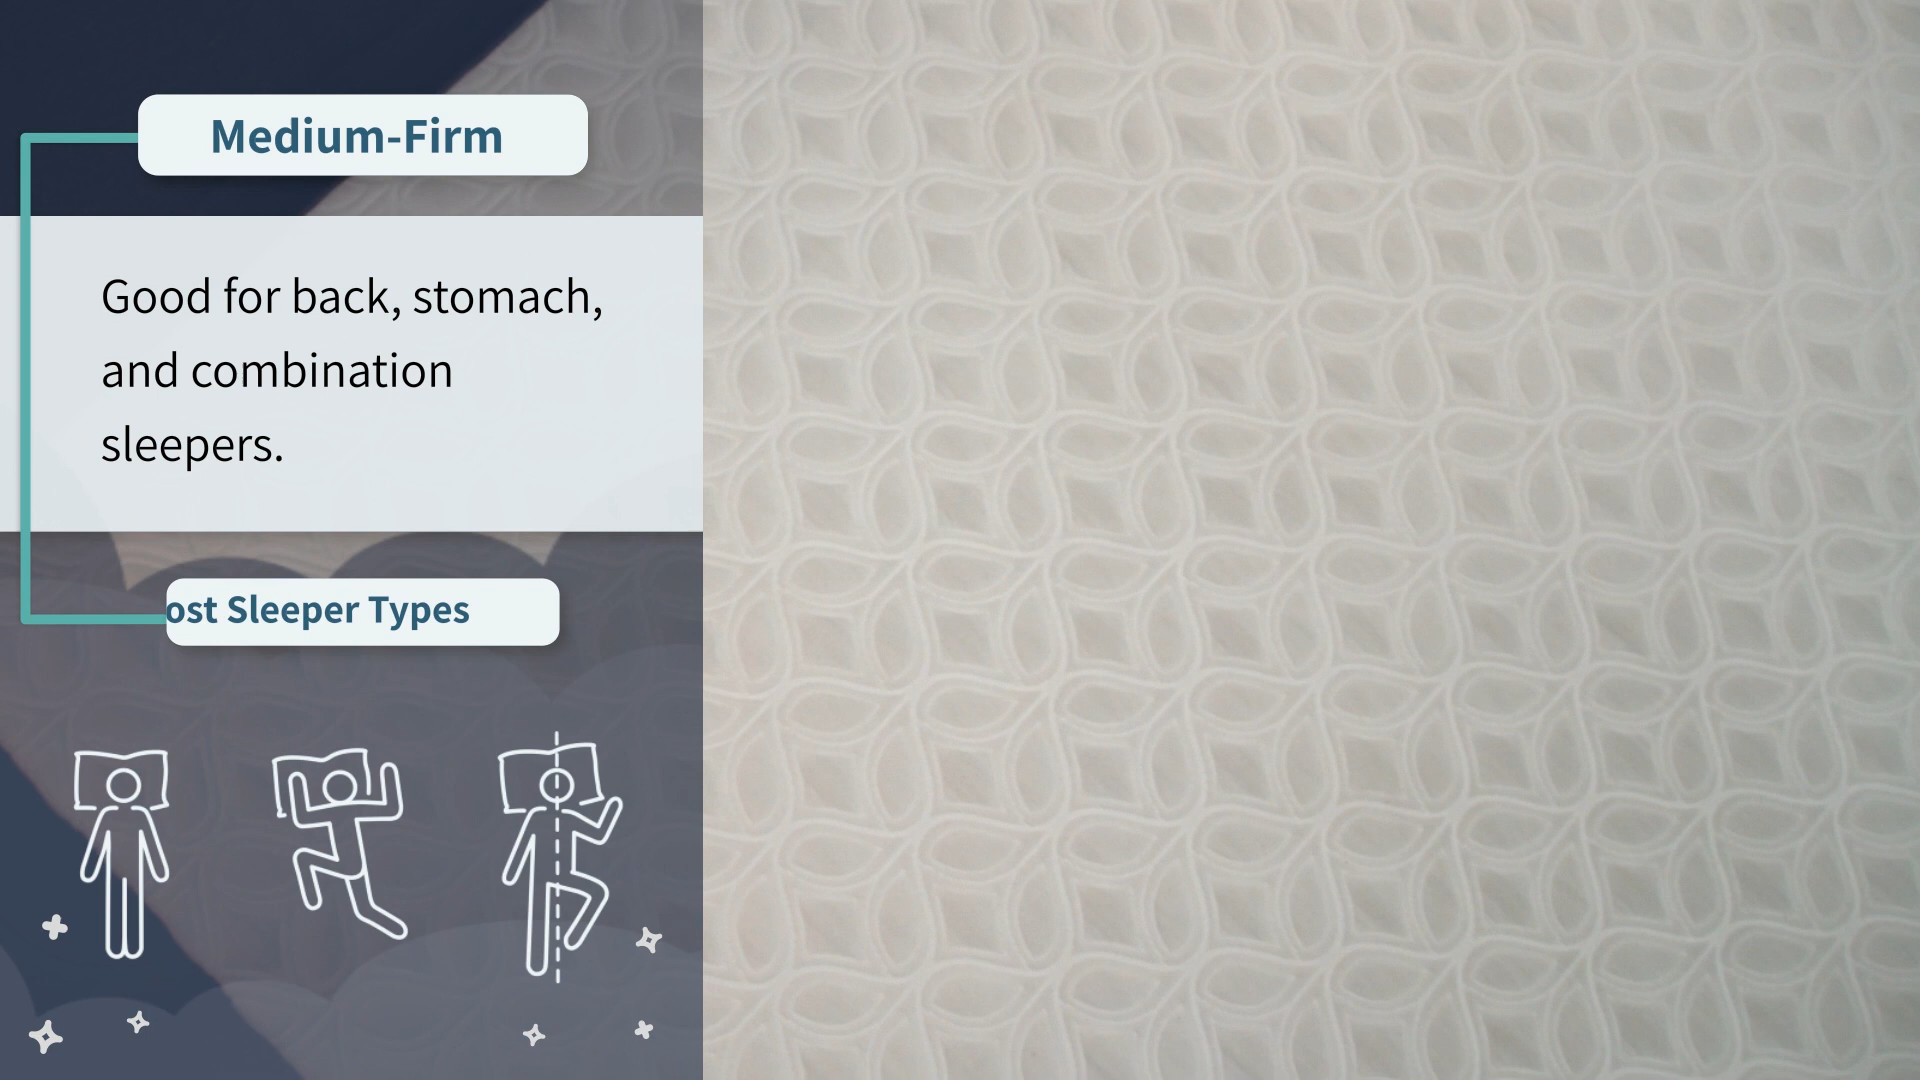 Medium-Firm
Good for back, stomach,
and combination
sleepers.
ost Sleeper Types